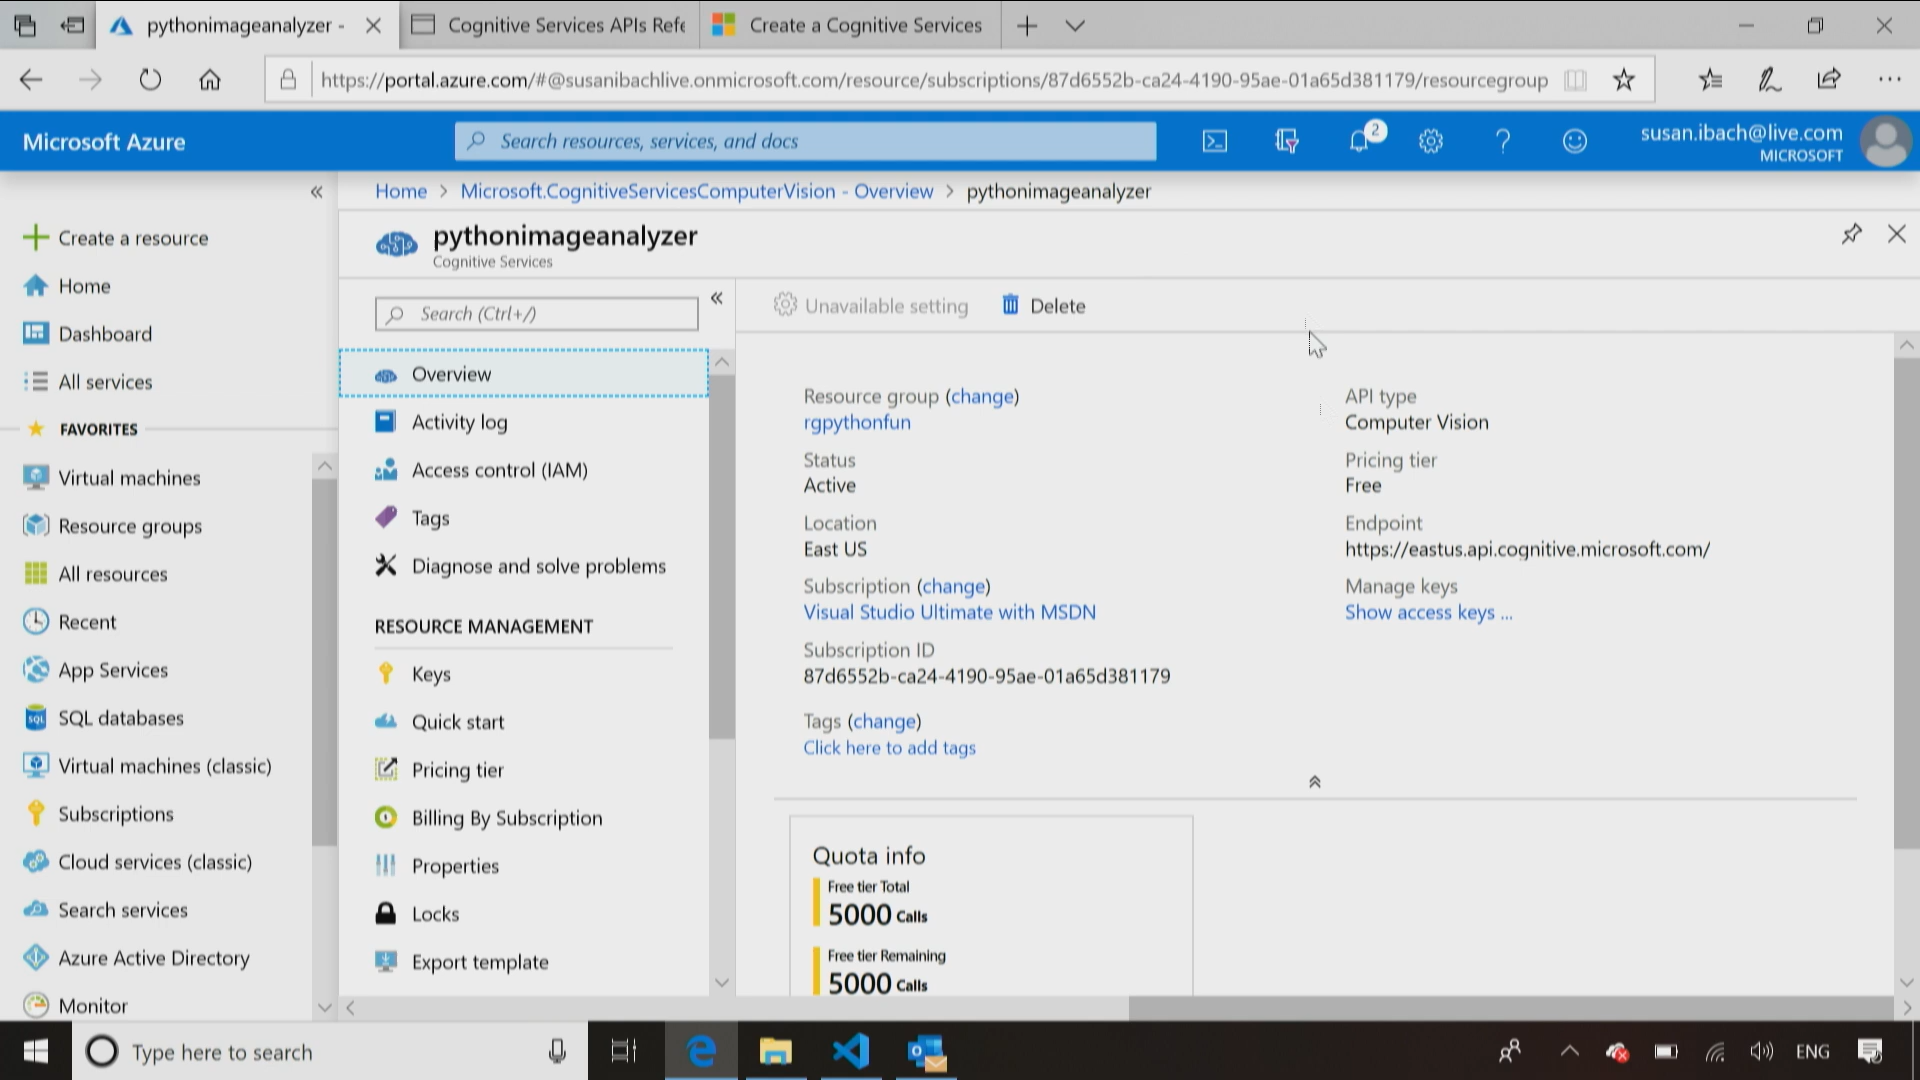 pythonimageanalyzer -
Cognitive Services APIs Refe
Create a Cognitive Services
https://portal.azure.com/#@susanibachlive.onmicrosoft.com/resource/subscriptions/87d6552b-ca24-4190-95ae-01a65d381179/resourcegroup
Microsoft Azure
Search resources, services, and docs
2
susan.ibach@live.com
MICROSOFT
Home > Microsoft.CognitiveServicesComputerVision - Overview > pythonimageanalyzer
Create a resource
Home
Dashboard
All services
FAVORITES
Virtual machines
Resource groups
All resources
Recent
App Services
SQL databases
Virtual machines (classic)
Subscriptions
Cloud services (classic)
Search services
Azure Active Directory
Monitor
pythonimageanalyzer
Cognitive Services
Search (Ctrl+/)
Overview
Activity log
Access control (IAM)
Tags
Diagnose and solve problems
RESOURCE MANAGEMENT
Keys
Quick start
Pricing tier
Billing By Subscription
Properties
Locks
Export template
Unavailable setting
Delete
Resource group (change)
rgpythonfun
Status
Active
Location
East US
Subscription (change)
Visual Studio Ultimate with MSDN
Subscription ID
87d6552b-ca24-4190-95ae-01a65d381179
Tags (change)
Click here to add tags
API type
Computer Vision
Pricing tier
Free
Endpoint
https://eastus.api.cognitive.microsoft.com/
Manage keys
Show access keys ...
Quota info
Free tier Total
5000 Calls
Free tier Remaining
5000 Calls
Type here to search
ENG